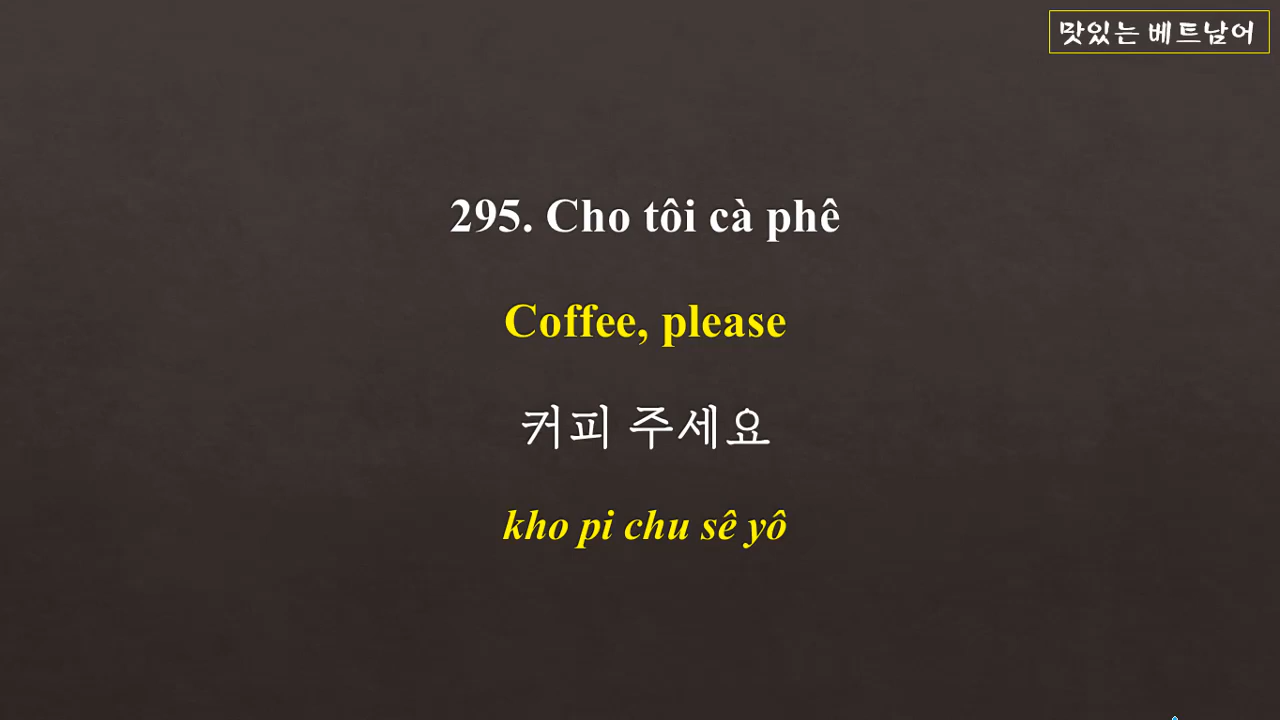 맛있는 베트남어
295. Cho tôi cà phê
Coffee, please
커피 주세요
kho pi chu sê yô